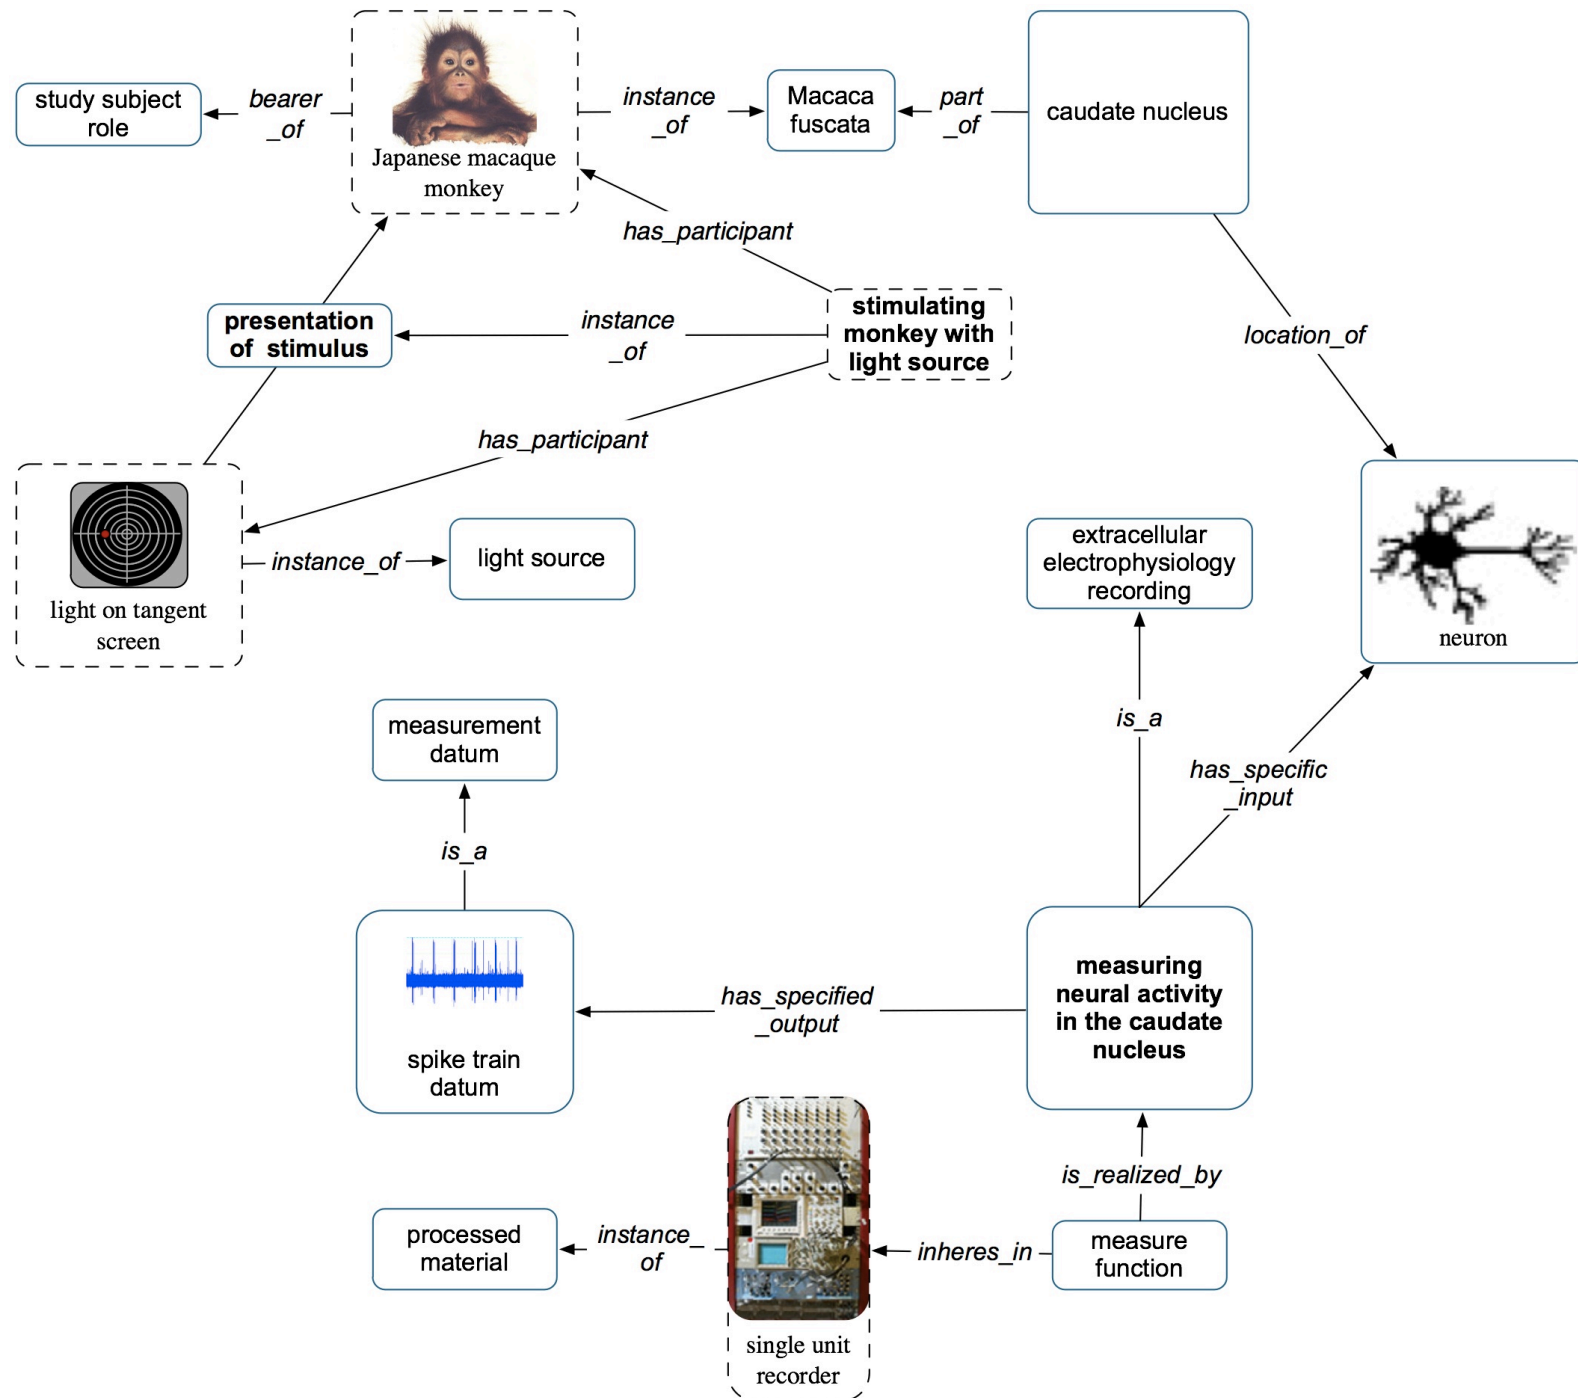 study subject
role
bearer
_of
Japanese macaque
monkey
instance
_of
Macaca
fuscata
part
_of
caudate nucleus
has_participant
presentation
of stimulus
instance
_of
stimulating
monkey with
light source
location_of
has_participant
light on tangent
screen
instance_of
light source
extracellular
electrophysiology
recording
neuron
measurement
datum
is_a
is_a
has_specific
_input
spike train
datum
has_specified
_output
measuring
neural activity
in the caudate
nucleus
is_realized_by
processed
material
instance_
of
single unit
recorder
inheres_in
measure
function